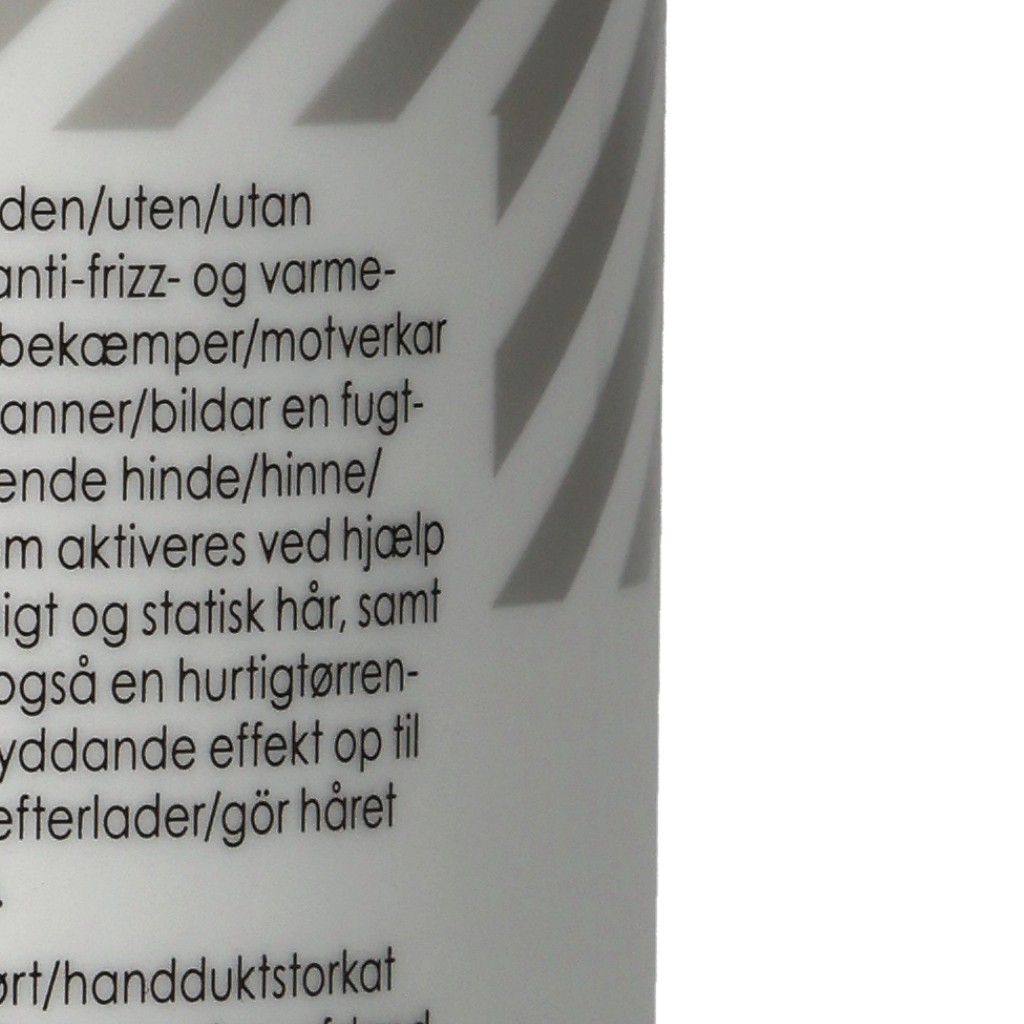 den/uten/utan
anti-frizz- og varme-
bekæmper/motverkar
anner/bildar en fugt-
ende hinde/hinne/
m aktiveres ved hjælp
igt og statisk hår, samt
også en hurtigtørren-
yddande effekt op til
efterlader/gör håret
.
ørt/handduktstorkat